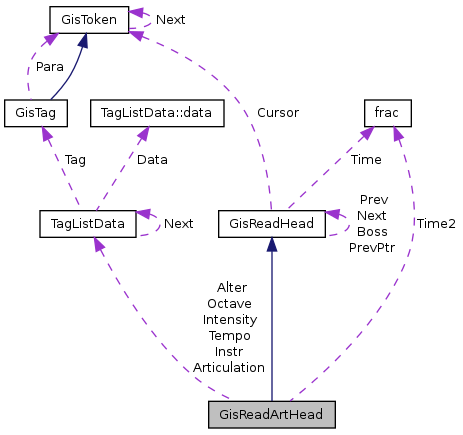 GisToken
Next
Para
GisTag
TagListData::data
Cursor
frac
Tag
Data
Time
TagListData
Next
GisReadHead
Prev
Next
Boss
PrevPtr
Time2
Alter
Octave
Intensity
Tempo
Instr
Articulation
GisReadArtHead